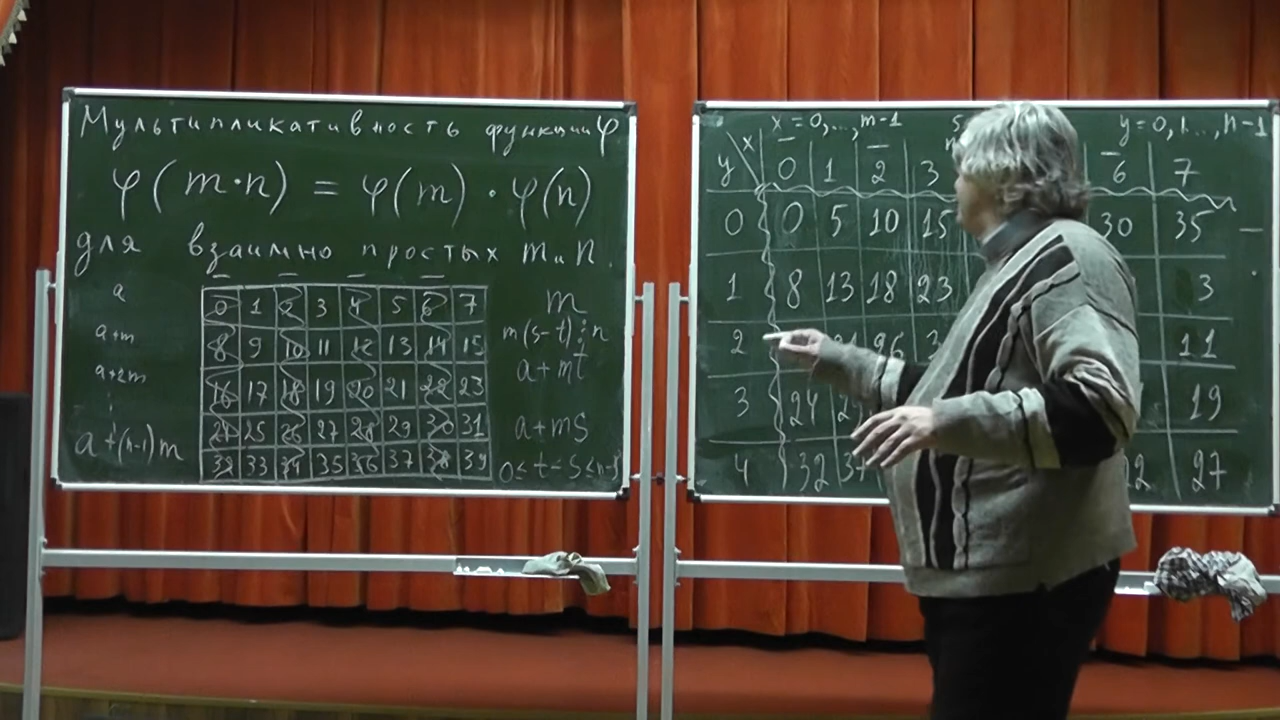 Мультипликативность функции φ
φ(m·n) = φ(m)·φ(n)
для взаимно простых m и n
a
a+m
a+2m
a+(n-1)m
0 1 2 3 4 5 6 7
8 9 10 11 12 13 14 15
16 17 18 19 20 21 22 23
24 25 26 27 28 29 30 31
32 33 34 35 36 37 38 39
m
m(s-t)⋮n
a+mt
a+ms
x=0,...,m-1 y=0,1...,n-1
y x 0 1 2 3 6 7
0 0 5 10 15 30 35
1 8 13 18 23 3
2 11
3 24 19
4 32 37 22 27